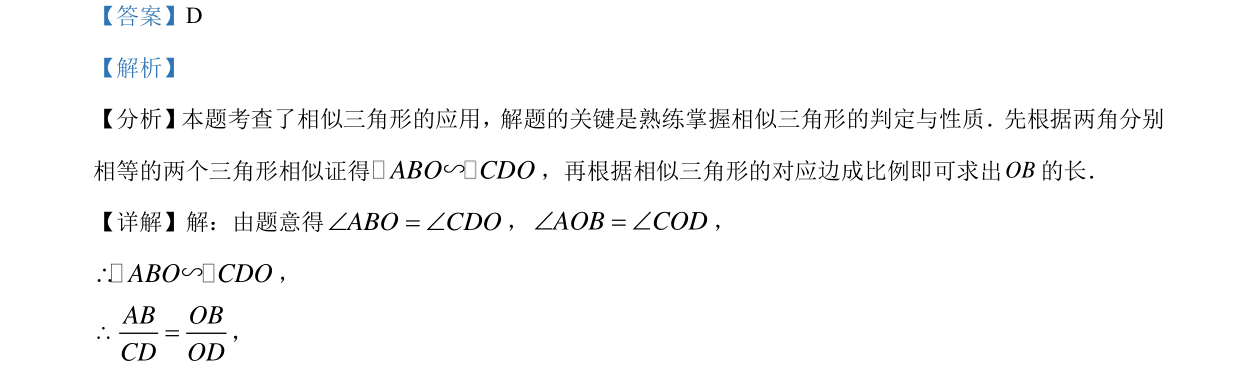 【答案】D
【解析】
【分析】本题考查了相似三角形的应用，解题的关键是熟练掌握相似三角形的判定与性质．先根据两角分别
相等的两个三角形相似证得□ABO∽□CDO，再根据相似三角形的对应边成比例即可求出OB的长．
【详解】解：由题意得∠ABO=∠CDO，∠AOB=∠COD，
∴□ABO∽□CDO，
∴AB/CD=OB/OD，